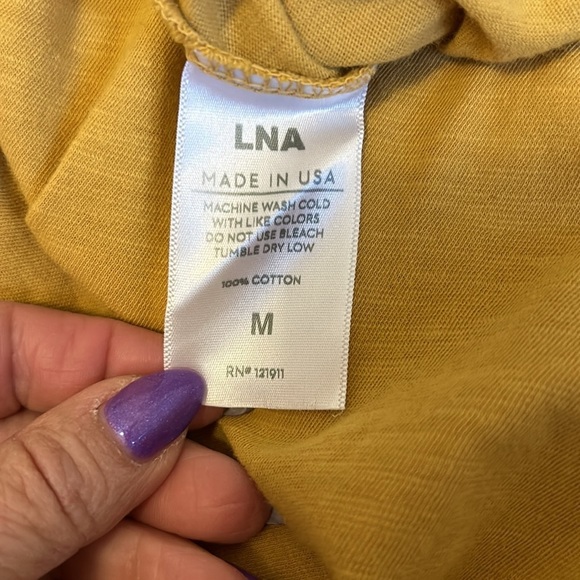 LNA
MADE IN USA
MACHINE WASH COLD
WITH LIKE COLORS
DO NOT USE BLEACH
TUMBLE DRY LOW
100% COTTON
M
RN# 121911